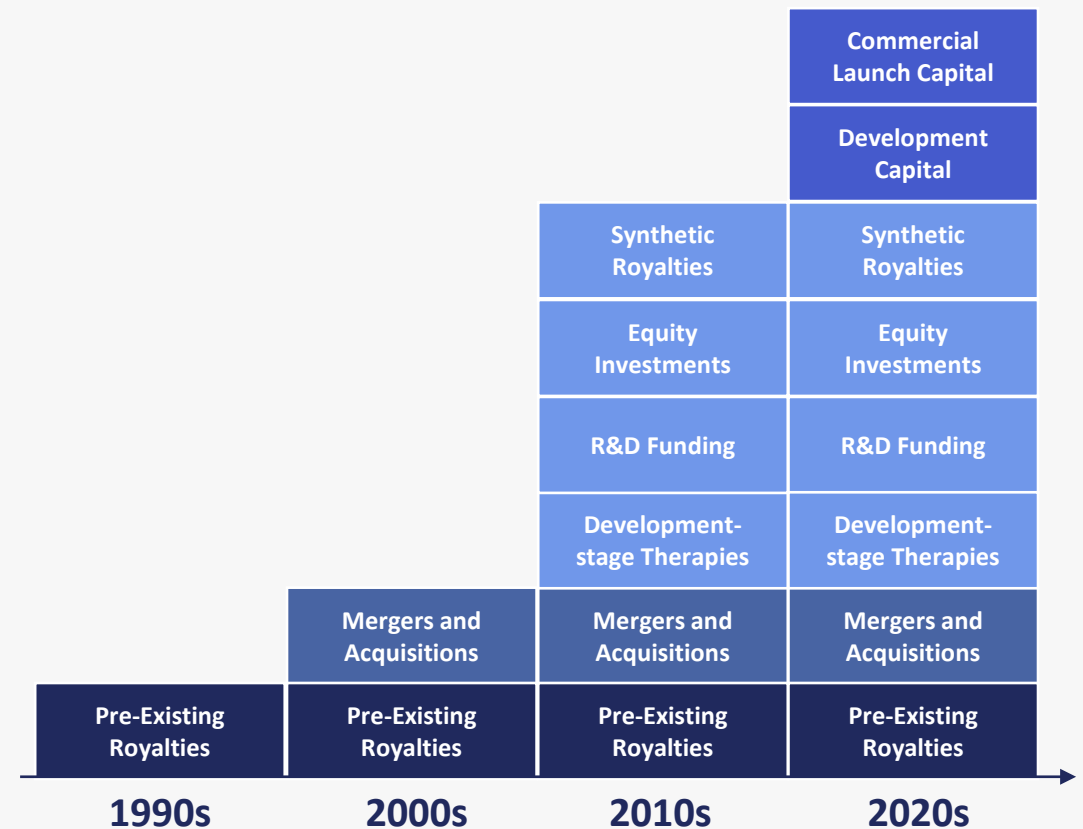 Commercial
Launch Capital
Development
Capital
Synthetic
Royalties
Synthetic
Royalties
Equity
Investments
Equity
Investments
R&D Funding
R&D Funding
Development-
stage Therapies
Development-
stage Therapies
Mergers and
Acquisitions
Mergers and
Acquisitions
Mergers and
Acquisitions
Pre-Existing
Royalties
Pre-Existing
Royalties
Pre-Existing
Royalties
Pre-Existing
Royalties
1990s
2000s
2010s
2020s